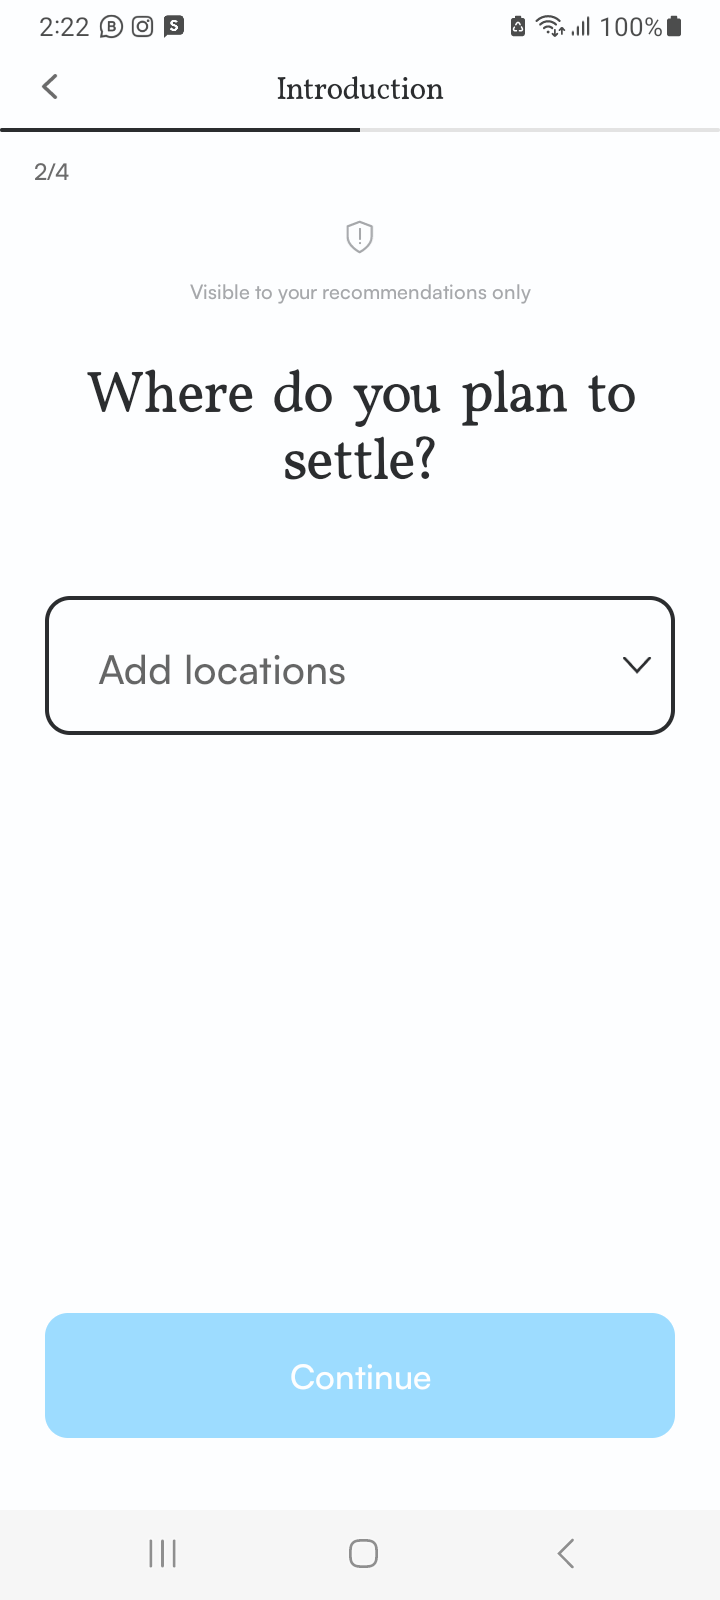 2:22 B S 100%
Introduction
2/4
Visible to your recommendations only
Where do you plan to
settle?
Add locations
Continue